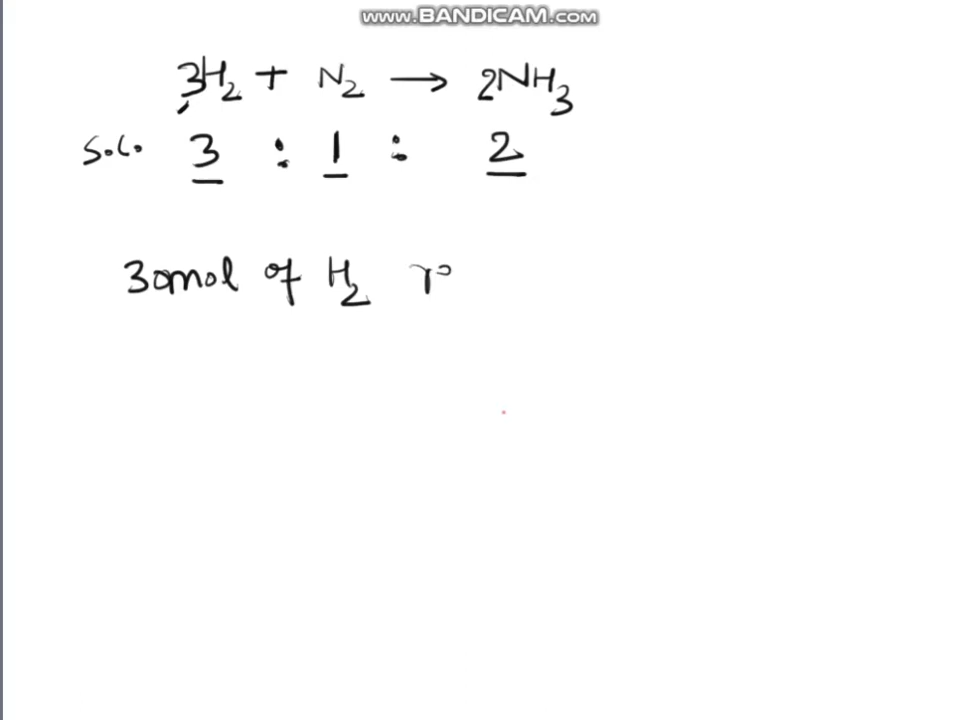 www.BANDICAM.com
3H₂ + N₂ → 2NH₃
S.C. 3 : 1 : 2
30mol of H₂